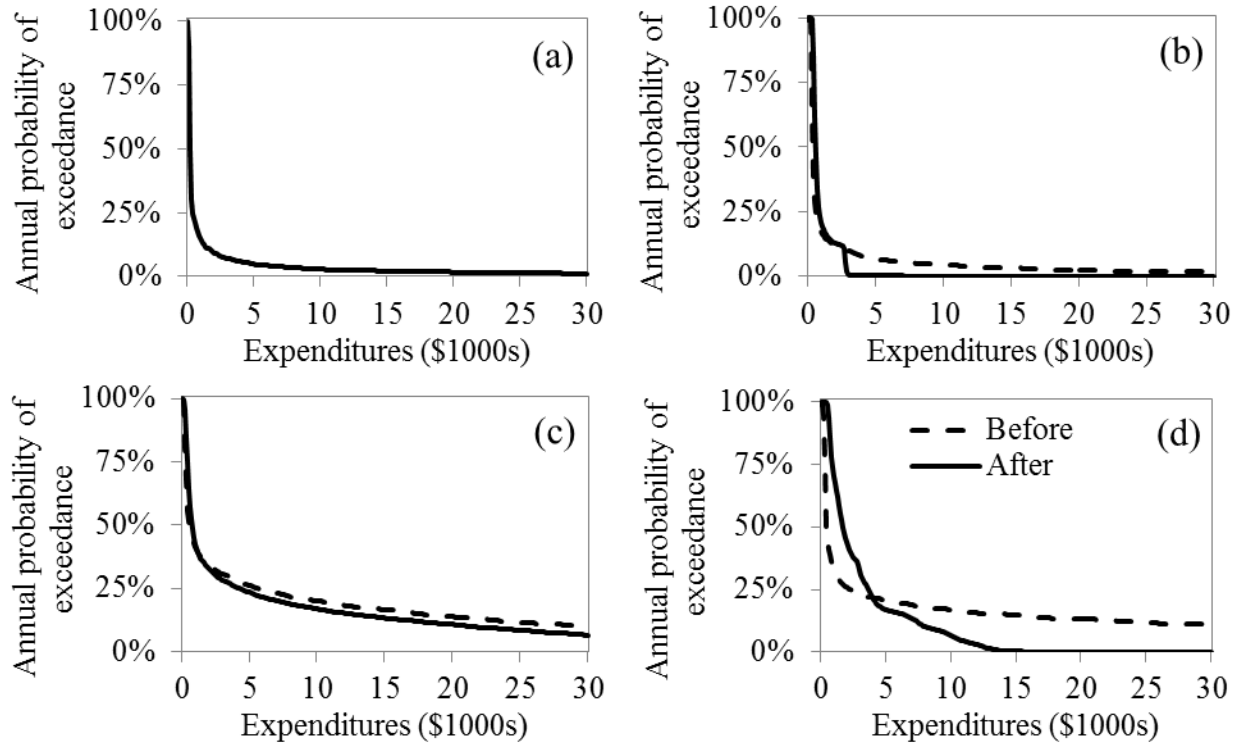 Annual probability of
exceedance
100%
75%
50%
25%
0%
(a)
0 5 10 15 20 25 30
Expenditures ($1000s)
Annual probability of
exceedance
100%
75%
50%
25%
0%
(b)
0 5 10 15 20 25 30
Expenditures ($1000s)
Annual probability of
exceedance
100%
75%
50%
25%
0%
(c)
0 5 10 15 20 25 30
Expenditures ($1000s)
Annual probability of
exceedance
100%
75%
50%
25%
0%
Before
After
(d)
0 5 10 15 20 25 30
Expenditures ($1000s)